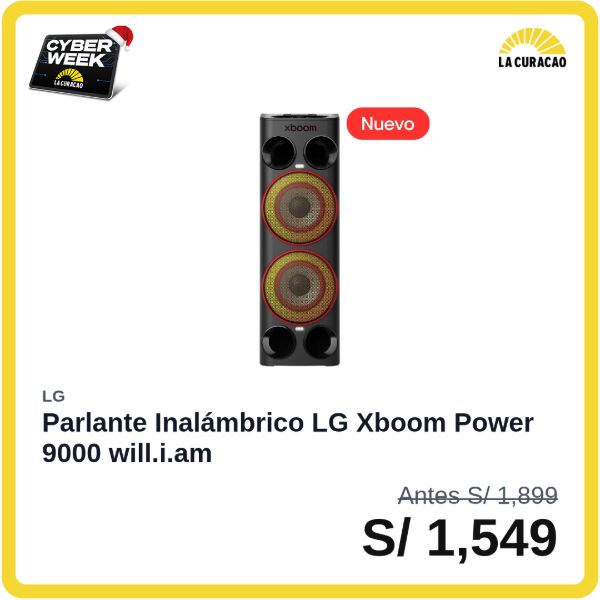 CYBER
WEEK
LA CURACAO
LA CURACAO
Nuevo
xboom
LG
Parlante Inalámbrico LG Xboom Power
9000 will.i.am
Antes S/ 1,899
S/ 1,549